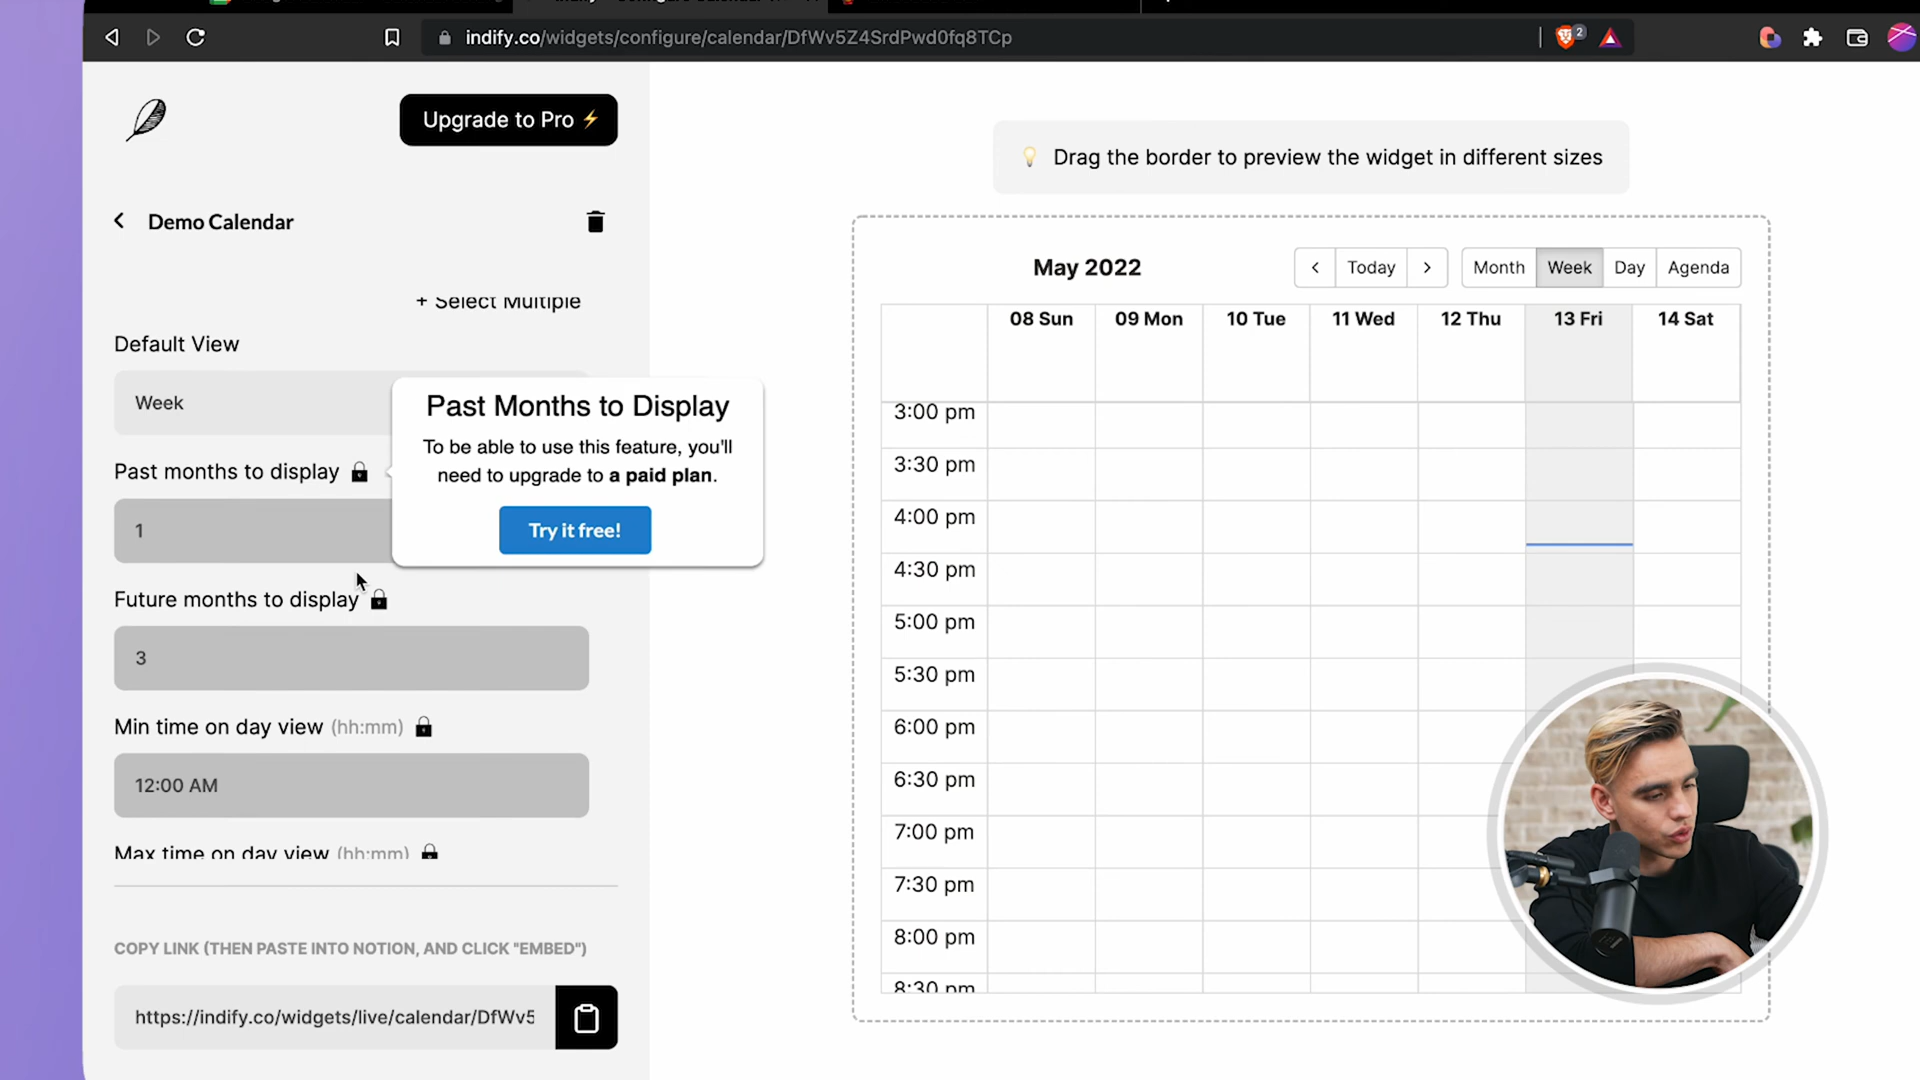 indify.co/widgets/configure/calendar/DfWv5Z4SrdPwd0fq8TCp
2
Upgrade to Pro ⚡
Demo Calendar
+ Select Multiple
Default View
Week
Past months to display
1
Past Months to Display
To be able to use this feature, you'll
need to upgrade to a paid plan.
Try it free!
Future months to display
3
Min time on day view (hh:mm)
12:00 AM
Max time on day view (hh:mm)
COPY LINK (THEN PASTE INTO NOTION, AND CLICK "EMBED")
https://indify.co/widgets/live/calendar/DfWv5
💡 Drag the border to preview the widget in different sizes
May 2022
Today
Month Week Day Agenda
08 Sun 09 Mon 10 Tue 11 Wed 12 Thu 13 Fri 14 Sat
3:00 pm
3:30 pm
4:00 pm
4:30 pm
5:00 pm
5:30 pm
6:00 pm
6:30 pm
7:00 pm
7:30 pm
8:00 pm
8:30 pm